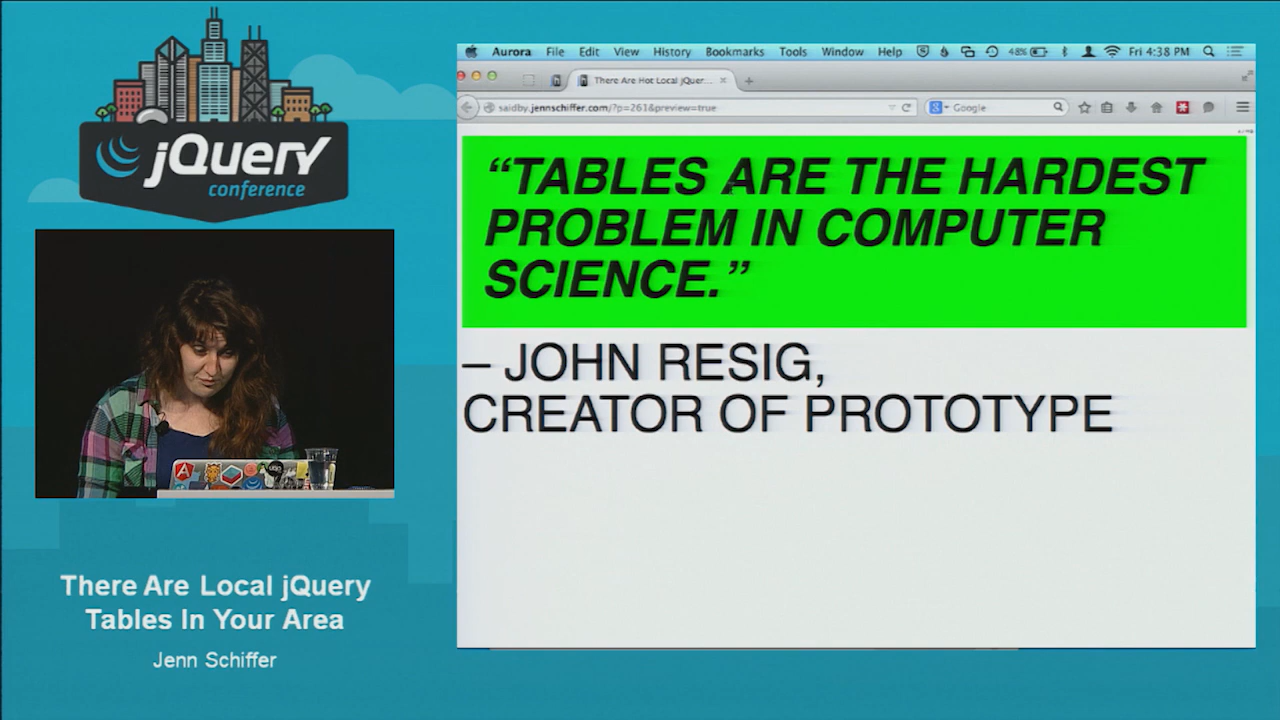 jQuery
conference
There Are Local jQuery
Tables In Your Area
Jenn Schiffer
Aurora File Edit View History Bookmarks Tools Window Help 48% Fri 4:38 PM
There Are Hot Local jQuer...
saidby.jennschiffer.com/?p=261&preview=true
Google
“TABLES ARE THE HARDEST
PROBLEM IN COMPUTER
SCIENCE.”
– JOHN RESIG,
CREATOR OF PROTOTYPE